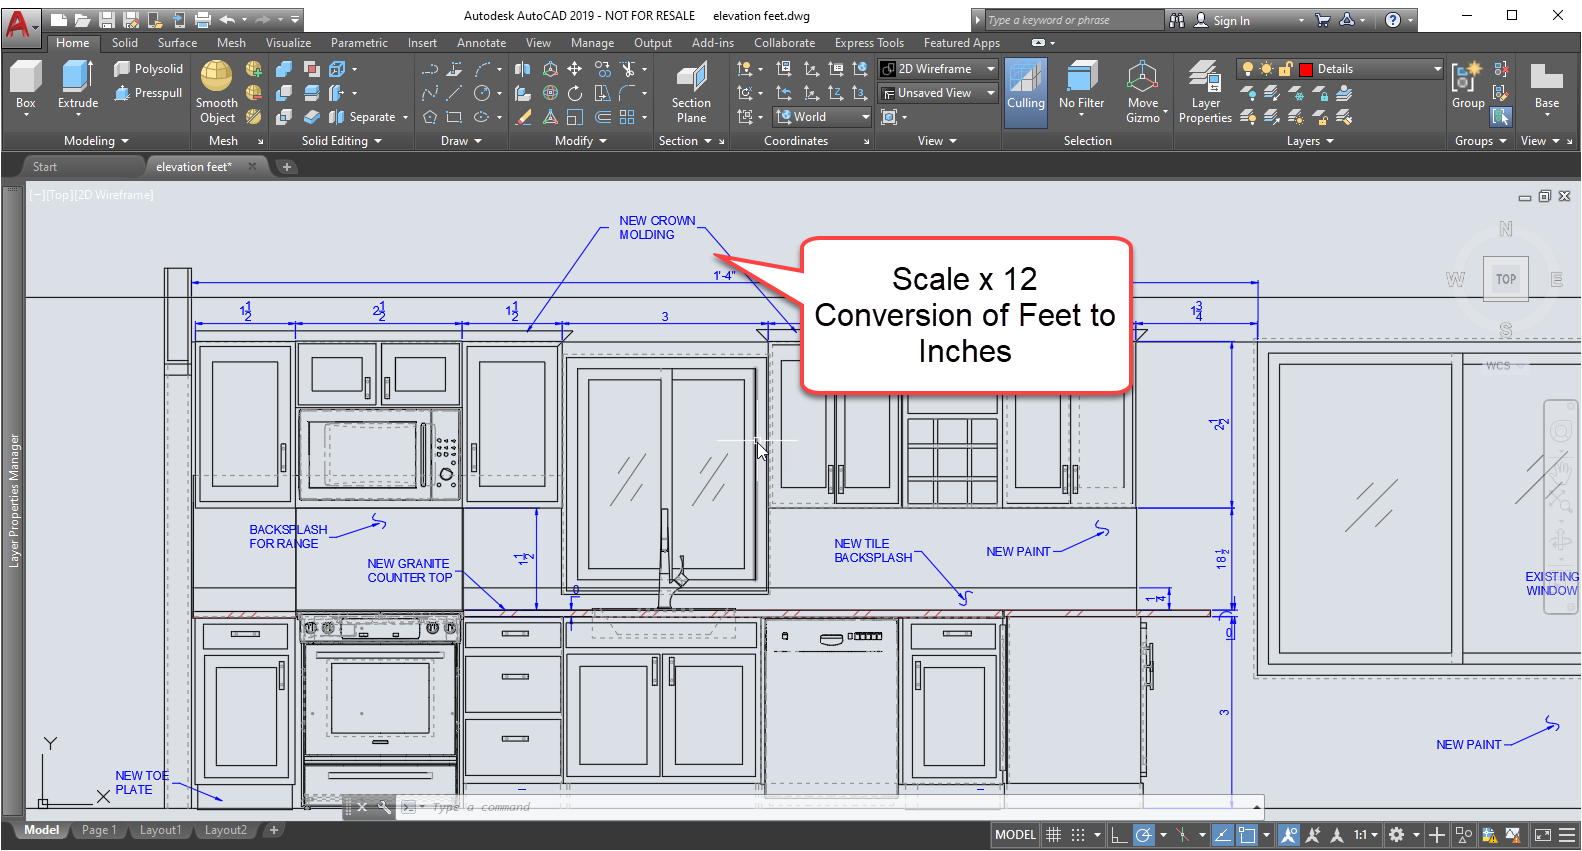 Autodesk AutoCAD 2019 - NOT FOR RESALE elevation feet.dwg
Type a keyword or phrase
Sign In
Home Solid Surface Mesh Visualize Parametric Insert Annotate View Manage Output Add-ins Collaborate Express Tools Featured Apps
Box
Extrude
Polysolid
Presspull
Smooth
Object
Separate
Section
Plane
World
2D Wireframe
Unsaved View
Culling
No Filter
Move
Gizmo
Layer
Properties
Details
Group
Base
Modeling Mesh Solid Editing Draw Modify Section Coordinates View Selection Layers Groups View
Start elevation feet*
[−][Top][2D Wireframe]
NEW CROWN
MOLDING
1'-4"
Scale x 12
Conversion of Feet to
Inches
N
W TOP E
S
WCS
1 1/2 2 1/2 1 1/2 3 1 3/4
2 1/2
BACKSPLASH
FOR RANGE
NEW GRANITE
COUNTER TOP
1 1/2
NEW TILE
BACKSPLASH
NEW PAINT
18 1/2
EXISTING
WINDOW
0
1/4
0
3
NEW PAINT
NEW TOE
PLATE
Y
X
Layer Properties Manager
Type a command
Model Page 1 Layout1 Layout2
MODEL
1:1